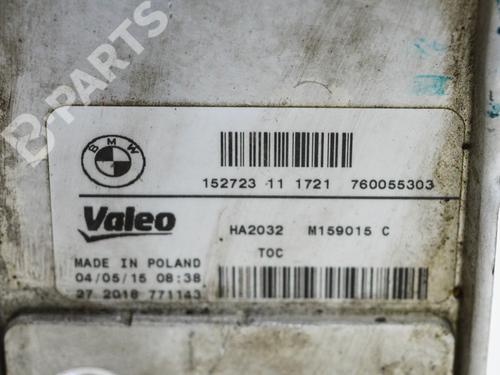 B-PARTS
BMW
152723 11 1721 760055303
Valeo
HA2032 M159015 C
TOC
MADE IN POLAND
04/05/15 08:38
27 2018 771143